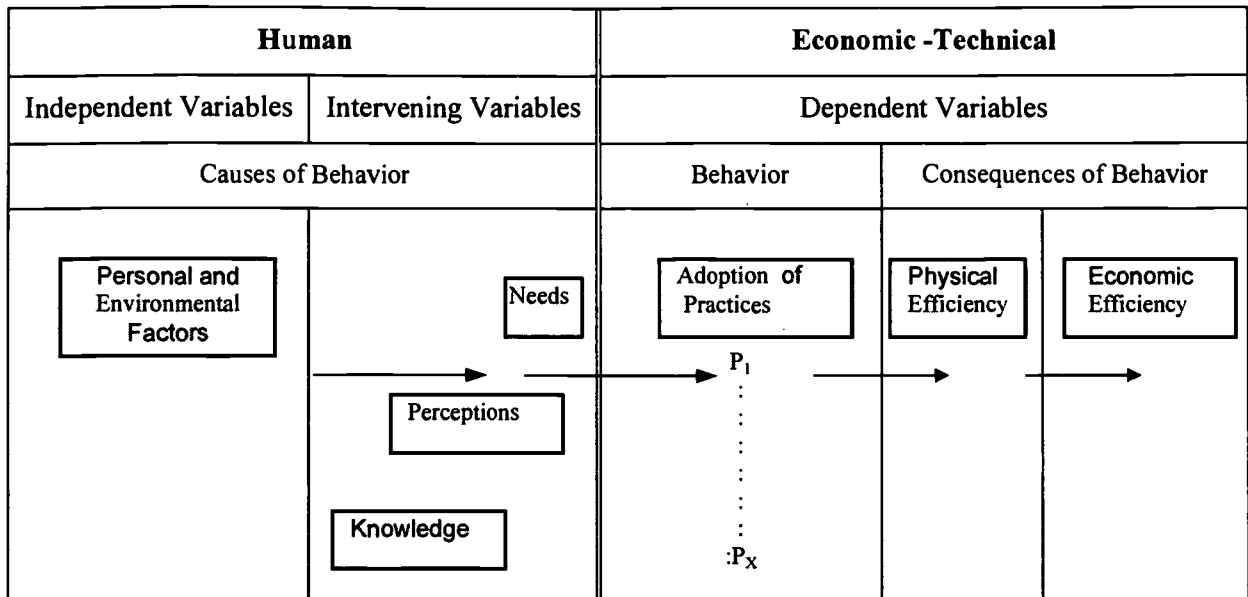 Human
Economic -Technical
Independent Variables
Intervening Variables
Dependent Variables
Causes of Behavior
Behavior
Consequences of Behavior
Personal and
Environmental
Factors
Needs
Perceptions
Knowledge
Adoption of
Practices
P₁
:
:
:
:
:
:
:
:Pₓ
Physical
Efficiency
Economic
Efficiency